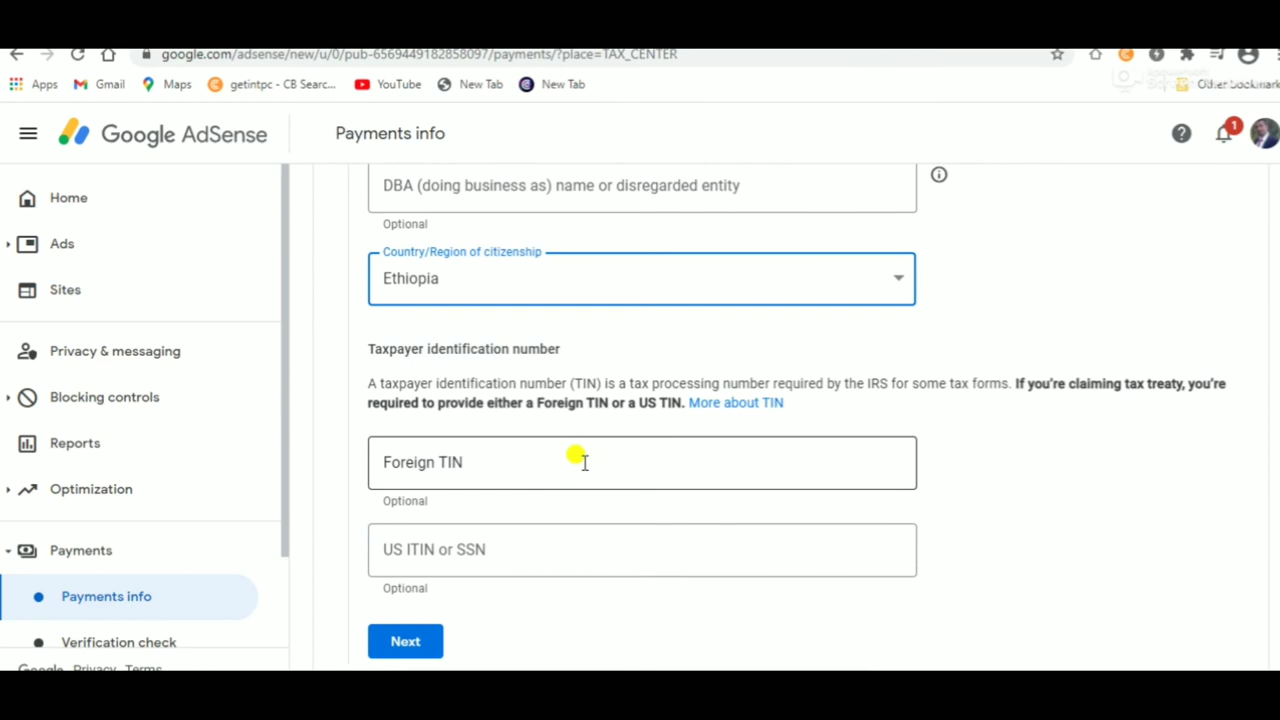 google.com/adsense/new/u/0/pub-6569449182858097/payments/?place=TAX_CENTER
Apps Gmail Maps getintpc - CB Searc... YouTube New Tab New Tab Other bookmark
Google AdSense Payments info 1
Home
Ads
Sites
Privacy & messaging
Blocking controls
Reports
Optimization
Payments
Payments info
Verification check
Google Privacy Terms
DBA (doing business as) name or disregarded entity
Optional
Country/Region of citizenship
Ethiopia
Taxpayer identification number
A taxpayer identification number (TIN) is a tax processing number required by the IRS for some tax forms. If you're claiming tax treaty, you're
required to provide either a Foreign TIN or a US TIN. More about TIN
Foreign TIN
Optional
US ITIN or SSN
Optional
Next